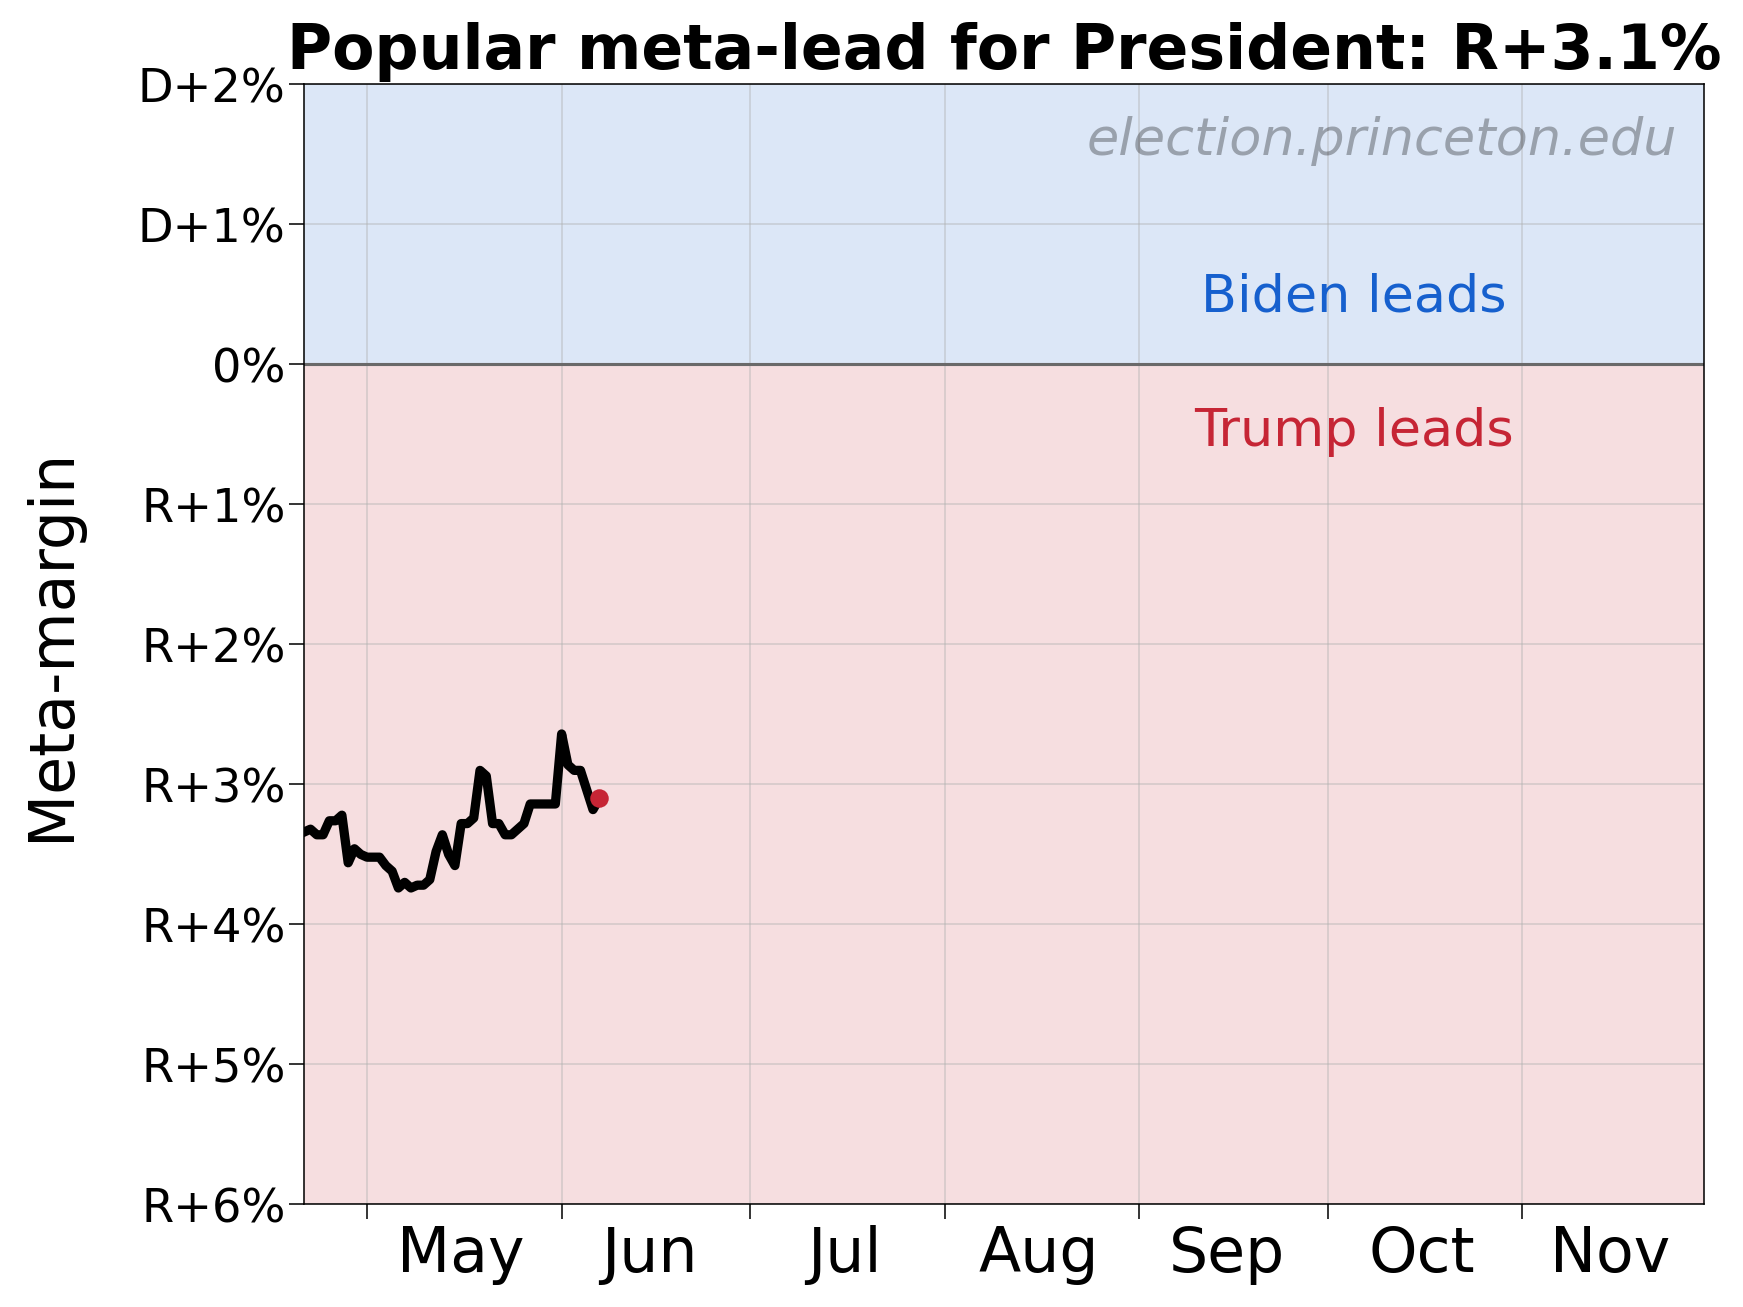 Popular meta-lead for President: R+3.1%
D+2%
election.princeton.edu
D+1%
Biden leads
0%
Trump leads
R+1%
Meta-margin
R+2%
R+3%
R+4%
R+5%
R+6%
May Jun Jul Aug Sep Oct Nov